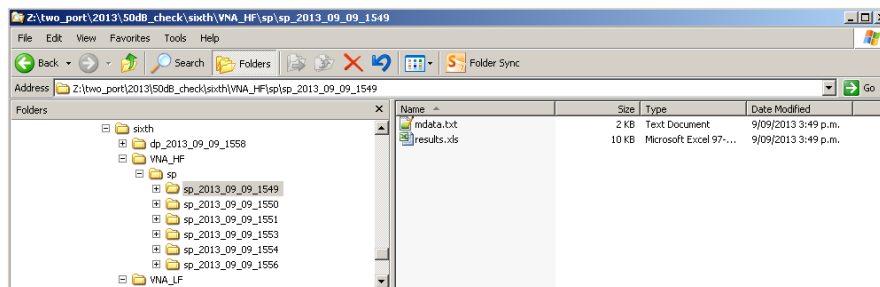 Z:\two_port\2013\50dB_check\sixth\VNA_HF\sp\sp_2013_09_09_1549
File Edit View Favorites Tools Help
Back Search Folders Folder Sync
Address Z:\two_port\2013\50dB_check\sixth\VNA_HF\sp\sp_2013_09_09_1549 Go
Folders
sixth
dp_2013_09_09_1558
VNA_HF
sp
sp_2013_09_09_1549
sp_2013_09_09_1550
sp_2013_09_09_1551
sp_2013_09_09_1553
sp_2013_09_09_1554
sp_2013_09_09_1556
VNA_LF
Name Size Type Date Modified
mdata.txt 2 KB Text Document 9/09/2013 3:49 p.m.
results.xls 10 KB Microsoft Excel 97-... 9/09/2013 3:49 p.m.